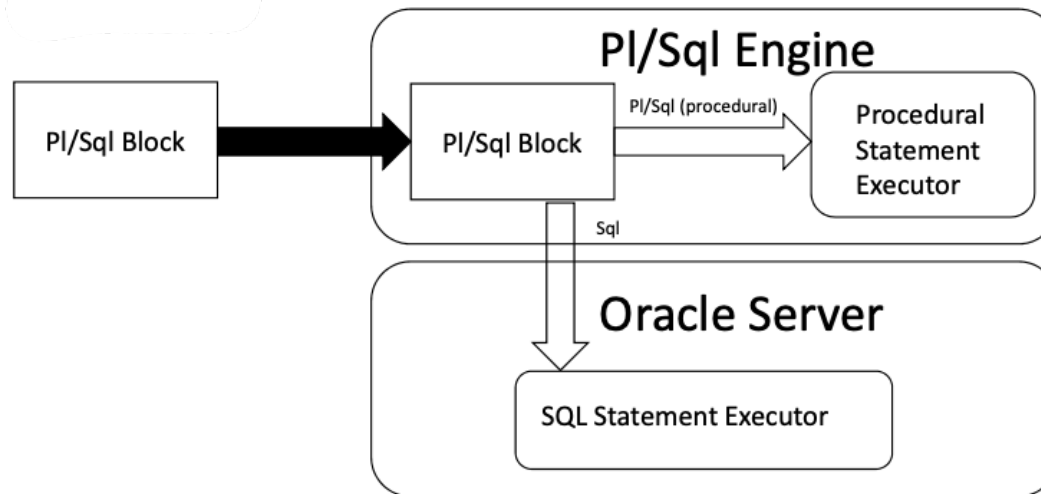 Pl/Sql Engine
Pl/Sql Block
Pl/Sql Block
Pl/Sql (procedural)
Procedural
Statement
Executor
Sql
Oracle Server
SQL Statement Executor